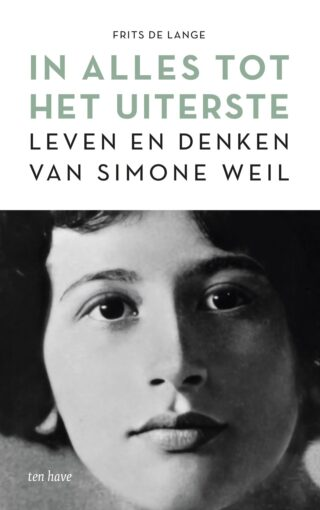 FRITS DE LANGE
IN ALLES TOT
HET UITERSTE
LEVEN EN DENKEN
VAN SIMONE WEIL
ten have